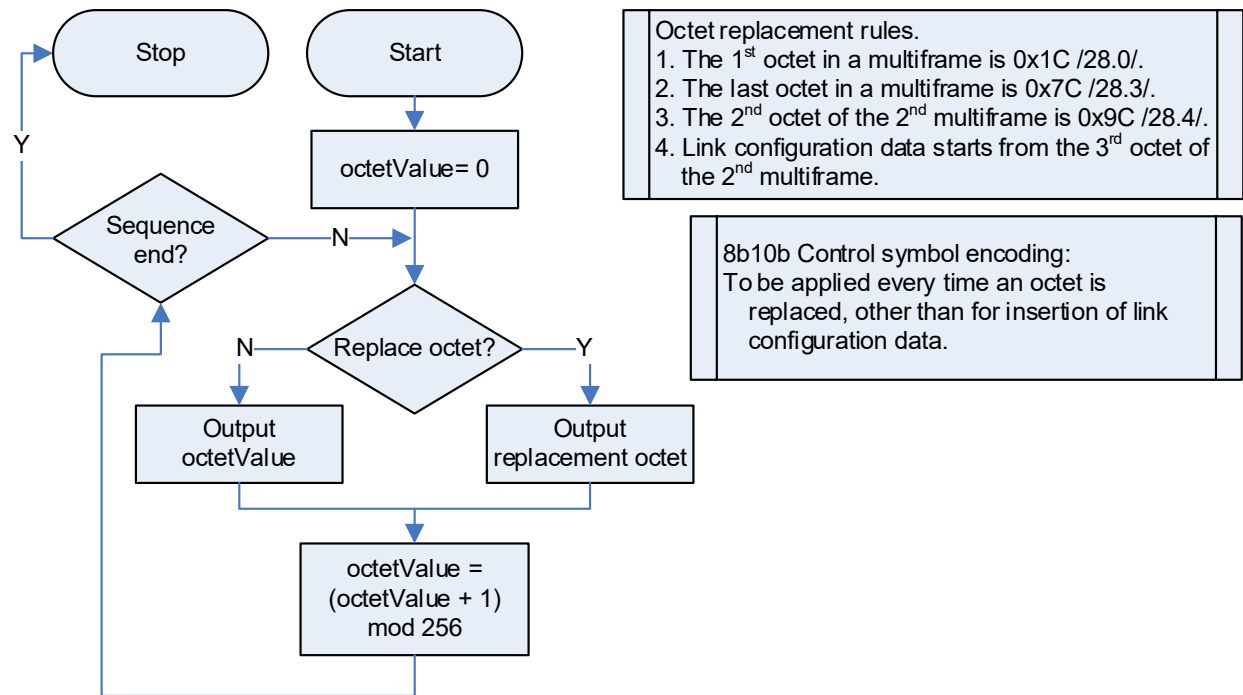 Stop
Start
Octet replacement rules.
1. The 1st octet in a multiframe is 0x1C /28.0/.
2. The last octet in a multiframe is 0x7C /28.3/.
3. The 2nd octet of the 2nd multiframe is 0x9C /28.4/.
4. Link configuration data starts from the 3rd octet of
the 2nd multiframe.
Y
octetValue= 0
Sequence
end?
N
8b10b Control symbol encoding:
To be applied every time an octet is
replaced, other than for insertion of link
configuration data.
N
Replace octet?
Y
Output
octetValue
Output
replacement octet
octetValue =
(octetValue + 1)
mod 256